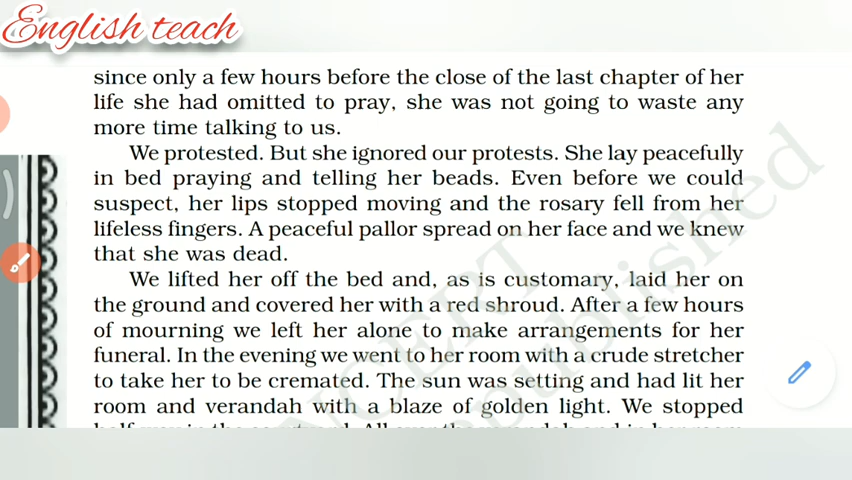 English teach
since only a few hours before the close of the last chapter of her
life she had omitted to pray, she was not going to waste any
more time talking to us.
We protested. But she ignored our protests. She lay peacefully
in bed praying and telling her beads. Even before we could
suspect, her lips stopped moving and the rosary fell from her
lifeless fingers. A peaceful pallor spread on her face and we knew
that she was dead.
We lifted her off the bed and, as is customary, laid her on
the ground and covered her with a red shroud. After a few hours
of mourning we left her alone to make arrangements for her
funeral. In the evening we went to her room with a crude stretcher
to take her to be cremated. The sun was setting and had lit her
room and verandah with a blaze of golden light. We stopped